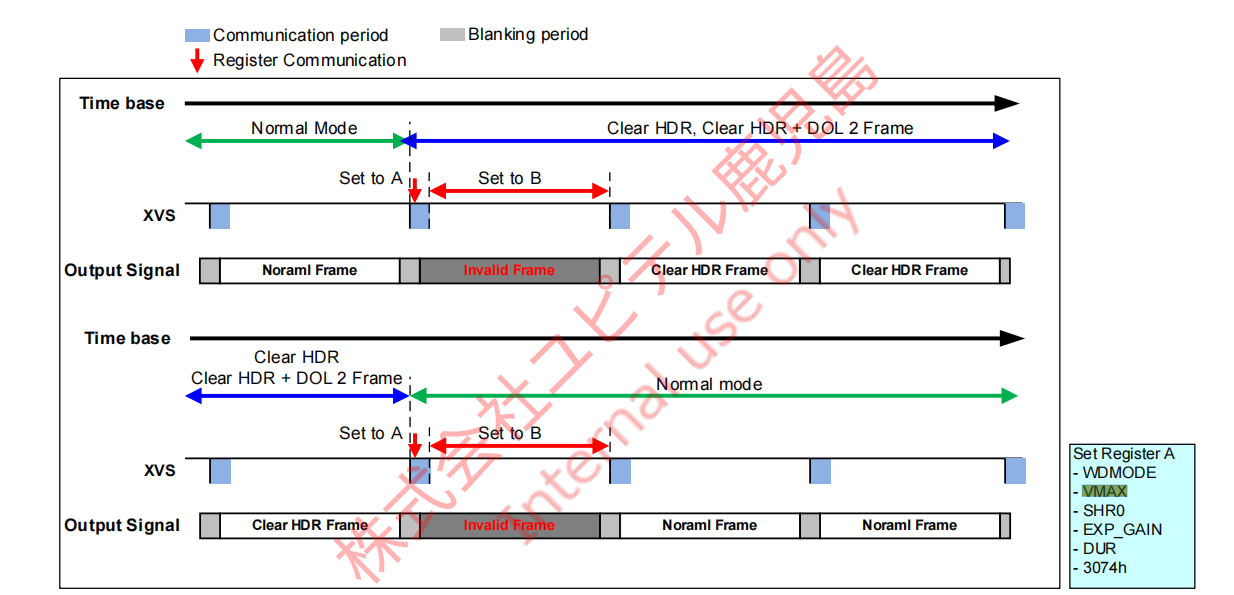 Communication period
Blanking period
Register Communication
Time base
Normal Mode
Clear HDR, Clear HDR + DOL 2 Frame
Set to A
Set to B
XVS
Output Signal
Noraml Frame
Invalid Frame
Clear HDR Frame
Clear HDR Frame
Time base
Clear HDR
Clear HDR + DOL 2 Frame
Normal mode
Set to A
Set to B
XVS
Output Signal
Clear HDR Frame
Invalid Frame
Noraml Frame
Noraml Frame
Set Register A
- WDMODE
- VMAX
- SHR0
- EXP_GAIN
- DUR
- 3074h
株式会社ユピテル鹿児島
Internal use only